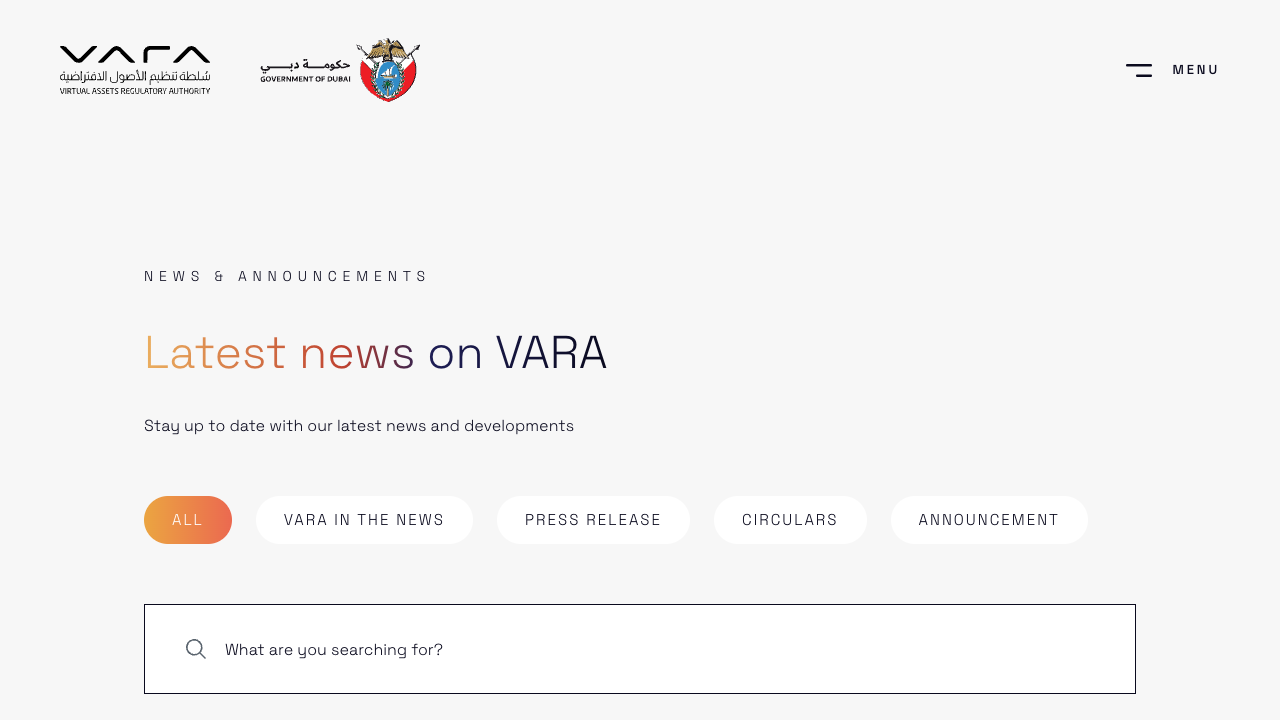 VARA
سُلطة تنظيم الأصول الافتراضية
VIRTUAL ASSETS REGULATORY AUTHORITY
حكومة دبي
GOVERNMENT OF DUBAI
MENU
NEWS & ANNOUNCEMENTS
Latest news on VARA
Stay up to date with our latest news and developments
ALL
VARA IN THE NEWS
PRESS RELEASE
CIRCULARS
ANNOUNCEMENT
What are you searching for?